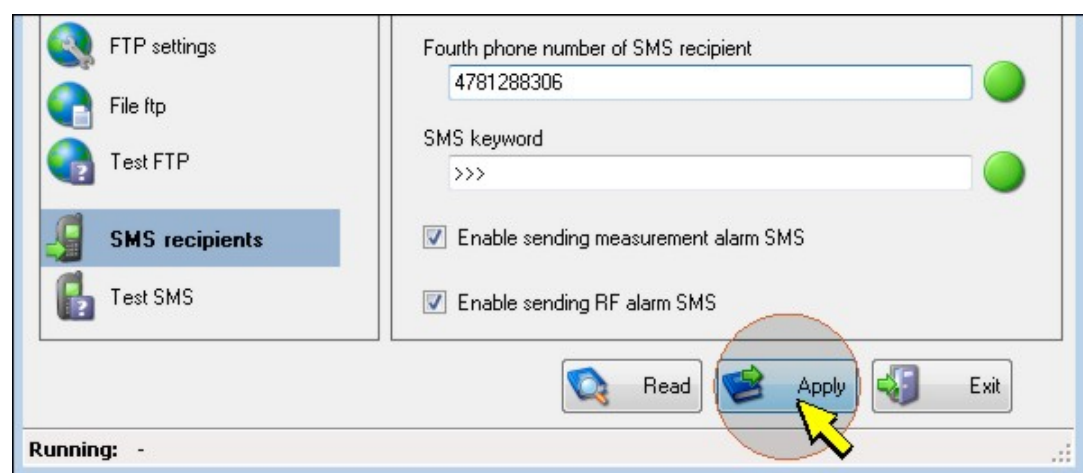 FTP settings
File ftp
Test FTP
SMS recipients
Test SMS
Fourth phone number of SMS recipient
4781288306
SMS keyword
>>>
Enable sending measurement alarm SMS
Enable sending RF alarm SMS
Read
Apply
Exit
Running: -